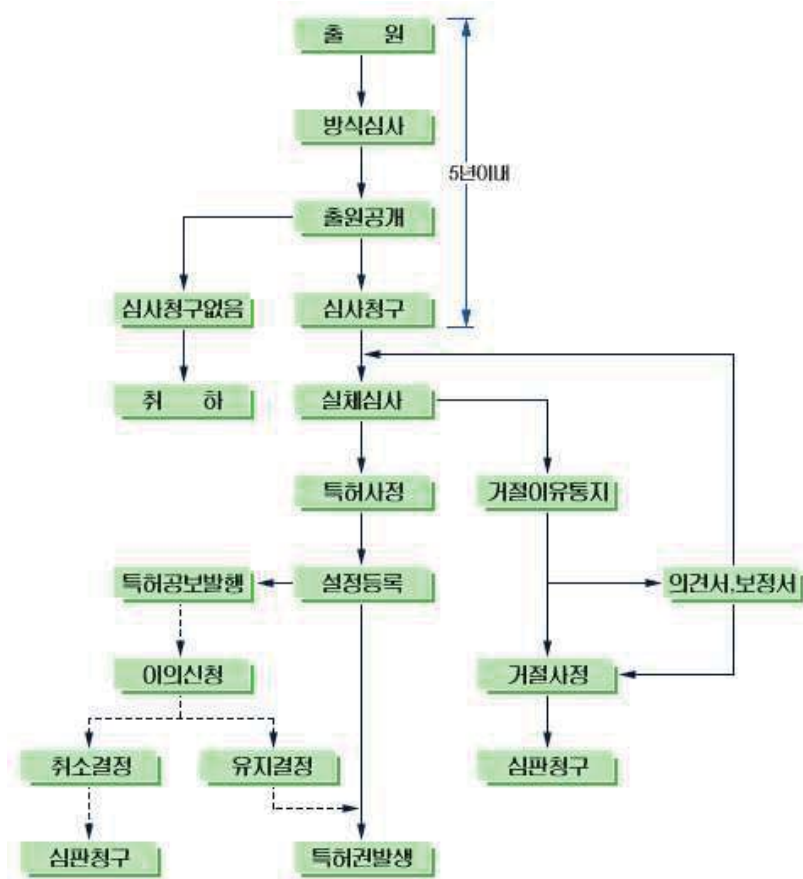 출 원
방식심사
5년이내
출원공개
심사청구없음
심사청구
취 하
실체심사
특허사정
거절이유통지
특허공보발행
설정등록
의견서,보정서
이의신청
거절사정
취소결정
유지결정
심판청구
심판청구
특허권발생